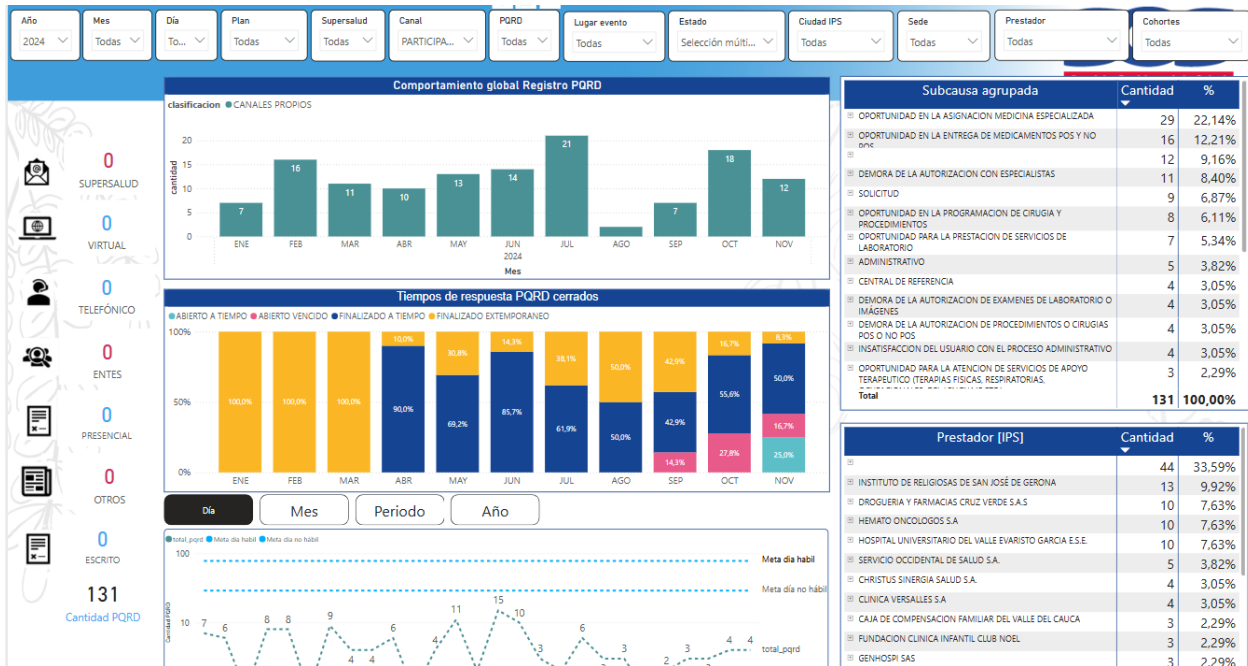 Año
2024
Mes
Todas
Día
To...
Plan
Todas
Supersalud
Todas
Canal
PARTICIPA...
PQRD
Todas
Lugar evento
Todas
Estado
Selección múlti...
Ciudad IPS
Todas
Sede
Todas
Prestador
Todas
Cohortes
Todas
0
SUPERSALUD
0
VIRTUAL
0
TELEFÓNICO
0
ENTES
0
PRESENCIAL
0
OTROS
0
ESCRITO
131
Cantidad PQRD
Comportamiento global Registro PQRD
clasificacion CANALES PROPIOS
cantidad
20
15
10
5
0
7
16
11
10
13
14
21
7
18
12
ENE FEB MAR ABR MAY JUN JUL AGO SEP OCT NOV
2024
Mes
Tiempos de respuesta PQRD cerrados
ABIERTO A TIEMPO ABIERTO VENCIDO FINALIZADO A TIEMPO FINALIZADO EXTEMPORANEO
100%
50%
0%
100,0%
100,0%
100,0%
10,0%
90,0%
30,8%
69,2%
14,3%
85,7%
38,1%
61,9%
50,0%
50,0%
42,9%
42,9%
14,3%
16,7%
55,6%
27,8%
8,3%
50,0%
16,7%
25,0%
ENE FEB MAR ABR MAY JUN JUL AGO SEP OCT NOV
Día
Mes
Periodo
Año
total_pqrd Meta dia habil Meta dia no hábil
100
10
Cantidad PQRD
7 6 8 8 9 4 4 6 4 11 15 10 3 6 3 2 3 4 4
Meta dia habil
Meta día no hábil
total_pqrd
Subcausa agrupada Cantidad %
OPORTUNIDAD EN LA ASIGNACION MEDICINA ESPECIALIZADA 29 22,14%
OPORTUNIDAD EN LA ENTREGA DE MEDICAMENTOS POS Y NO POS 16 12,21%
12 9,16%
DEMORA DE LA AUTORIZACION CON ESPECIALISTAS 11 8,40%
SOLICITUD 9 6,87%
OPORTUNIDAD EN LA PROGRAMACION DE CIRUGIA Y
PROCEDIMIENTOS 8 6,11%
OPORTUNIDAD PARA LA PRESTACION DE SERVICIOS DE
LABORATORIO 7 5,34%
ADMINISTRATIVO 5 3,82%
CENTRAL DE REFERENCIA 4 3,05%
DEMORA DE LA AUTORIZACION DE EXAMENES DE LABORATORIO O
IMÁGENES 4 3,05%
DEMORA DE LA AUTORIZACION DE PROCEDIMIENTOS O CIRUGIAS
POS O NO POS 4 3,05%
INSATISFACCION DEL USUARIO CON EL PROCESO ADMINISTRATIVO 4 3,05%
OPORTUNIDAD PARA LA ATENCION DE SERVICIOS DE APOYO
TERAPEUTICO (TERAPIAS FISICAS, RESPIRATORIAS, 3 2,29%
Total 131 100,00%
Prestador [IPS] Cantidad %
44 33,59%
INSTITUTO DE RELIGIOSAS DE SAN JOSÉ DE GERONA 13 9,92%
DROGUERIA Y FARMACIAS CRUZ VERDE S.A.S 10 7,63%
HEMATO ONCOLOGOS S.A 10 7,63%
HOSPITAL UNIVERSITARIO DEL VALLE EVARISTO GARCIA E.S.E. 10 7,63%
SERVICIO OCCIDENTAL DE SALUD S.A. 5 3,82%
CHRISTUS SINERGIA SALUD S.A. 4 3,05%
CLINICA VERSALLES S.A 4 3,05%
CAJA DE COMPENSACION FAMILIAR DEL VALLE DEL CAUCA 3 2,29%
FUNDACION CLINICA INFANTIL CLUB NOEL 3 2,29%
GENHOSPI SAS 3 2,29%